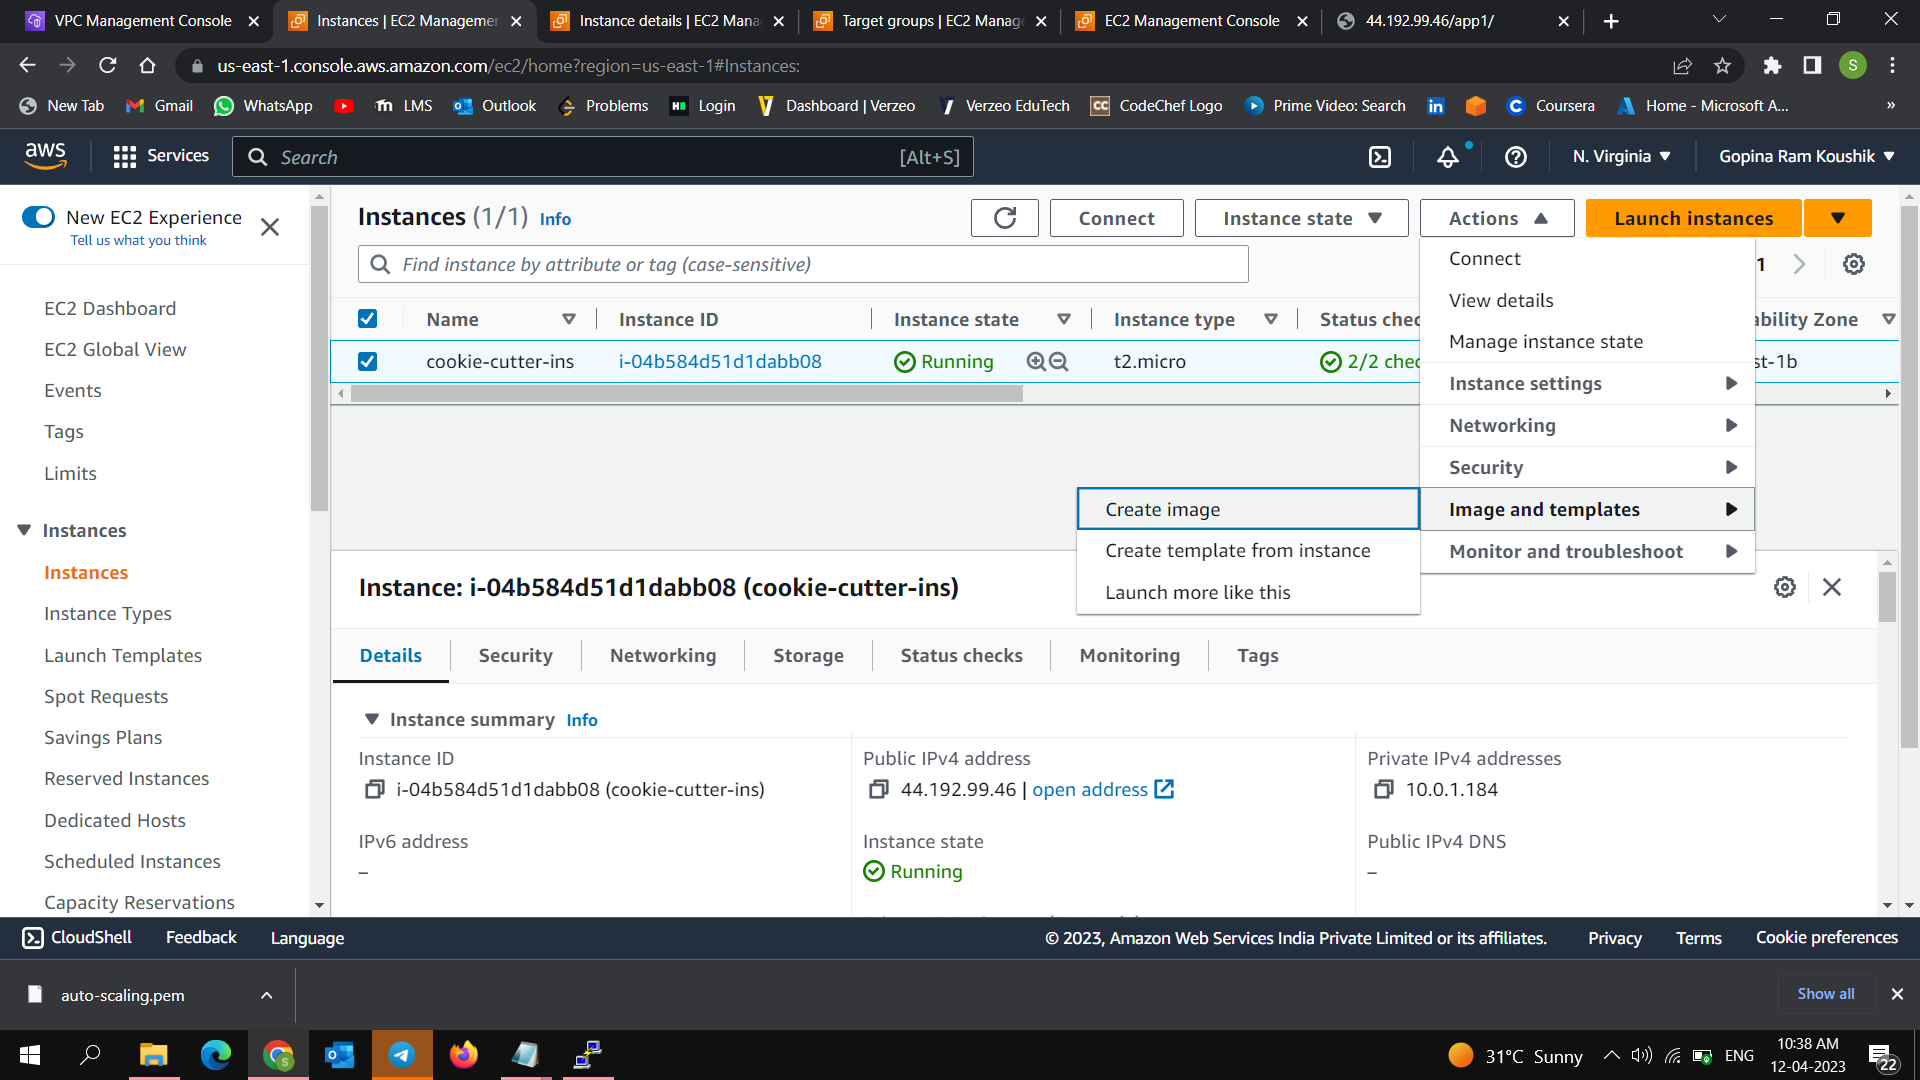 VPC Management Console
Instances | EC2 Managemen
Instance details | EC2 Mana
Target groups | EC2 Manage
EC2 Management Console
44.192.99.46/app1/
us-east-1.console.aws.amazon.com/ec2/home?region=us-east-1#Instances:
S
New Tab
Gmail
WhatsApp
LMS
Outlook
Problems
Login
Dashboard | Verzeo
Verzeo EduTech
CodeChef Logo
Prime Video: Search
Coursera
Home - Microsoft A...
»
aws
Services
Search
[Alt+S]
N. Virginia
Gopina Ram Koushik
New EC2 Experience
Tell us what you think
EC2 Dashboard
EC2 Global View
Events
Tags
Limits
Instances
Instances
Instance Types
Launch Templates
Spot Requests
Savings Plans
Reserved Instances
Dedicated Hosts
Scheduled Instances
Capacity Reservations
Instances (1/1) Info
Connect
Instance state
Actions
Launch instances
Find instance by attribute or tag (case-sensitive)
1
Name
Instance ID
Instance state
Instance type
Status chec
ability Zone
cookie-cutter-ins
i-04b584d51d1dabb08
Running
t2.micro
2/2 chec
st-1b
Connect
View details
Manage instance state
Instance settings
Networking
Security
Image and templates
Monitor and troubleshoot
Create image
Create template from instance
Launch more like this
Instance: i-04b584d51d1dabb08 (cookie-cutter-ins)
Details
Security
Networking
Storage
Status checks
Monitoring
Tags
Instance summary Info
Instance ID
i-04b584d51d1dabb08 (cookie-cutter-ins)
Public IPv4 address
44.192.99.46 | open address
Private IPv4 addresses
10.0.1.184
IPv6 address
–
Instance state
Running
Public IPv4 DNS
–
CloudShell
Feedback
Language
© 2023, Amazon Web Services India Private Limited or its affiliates.
Privacy
Terms
Cookie preferences
auto-scaling.pem
Show all
31°C Sunny
ENG
10:38 AM
12-04-2023
22